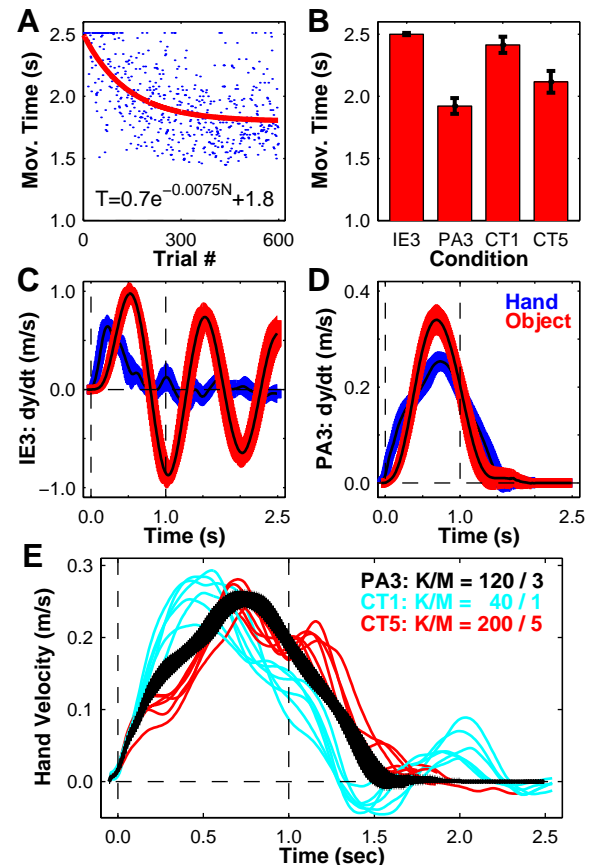 A
Mov. Time (s)
2.5
2.0
1.5
1.0
T=0.7e^−0.0075N+1.8
0 300 600
Trial #
B
Mov. Time (s)
2.5
2.0
1.5
1.0
IE3 PA3 CT1 CT5
Condition
C
IE3: dy/dt (m/s)
1.0
0.0
−1.0
0.0 1.0 2.5
Time (s)
D
PA3: dy/dt (m/s)
0.4
0.2
0.0
Hand
Object
0.0 1.0 2.5
Time (s)
E
Hand Velocity (m/s)
0.3
0.2
0.1
0.0
PA3: K/M = 120 / 3
CT1: K/M = 40 / 1
CT5: K/M = 200 / 5
0.0 0.5 1.0 1.5 2.0 2.5
Time (sec)